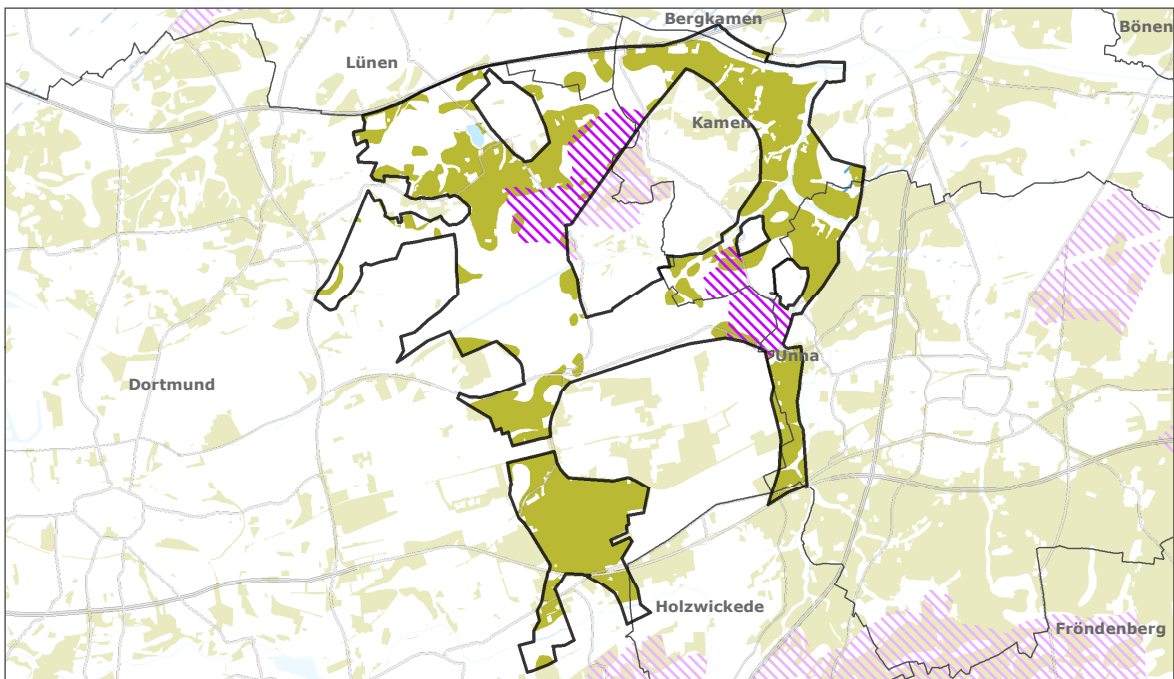 Bergkamen
Bönen
Lünen
Kamen
Unna
Dortmund
Holzwickede
Fröndenberg